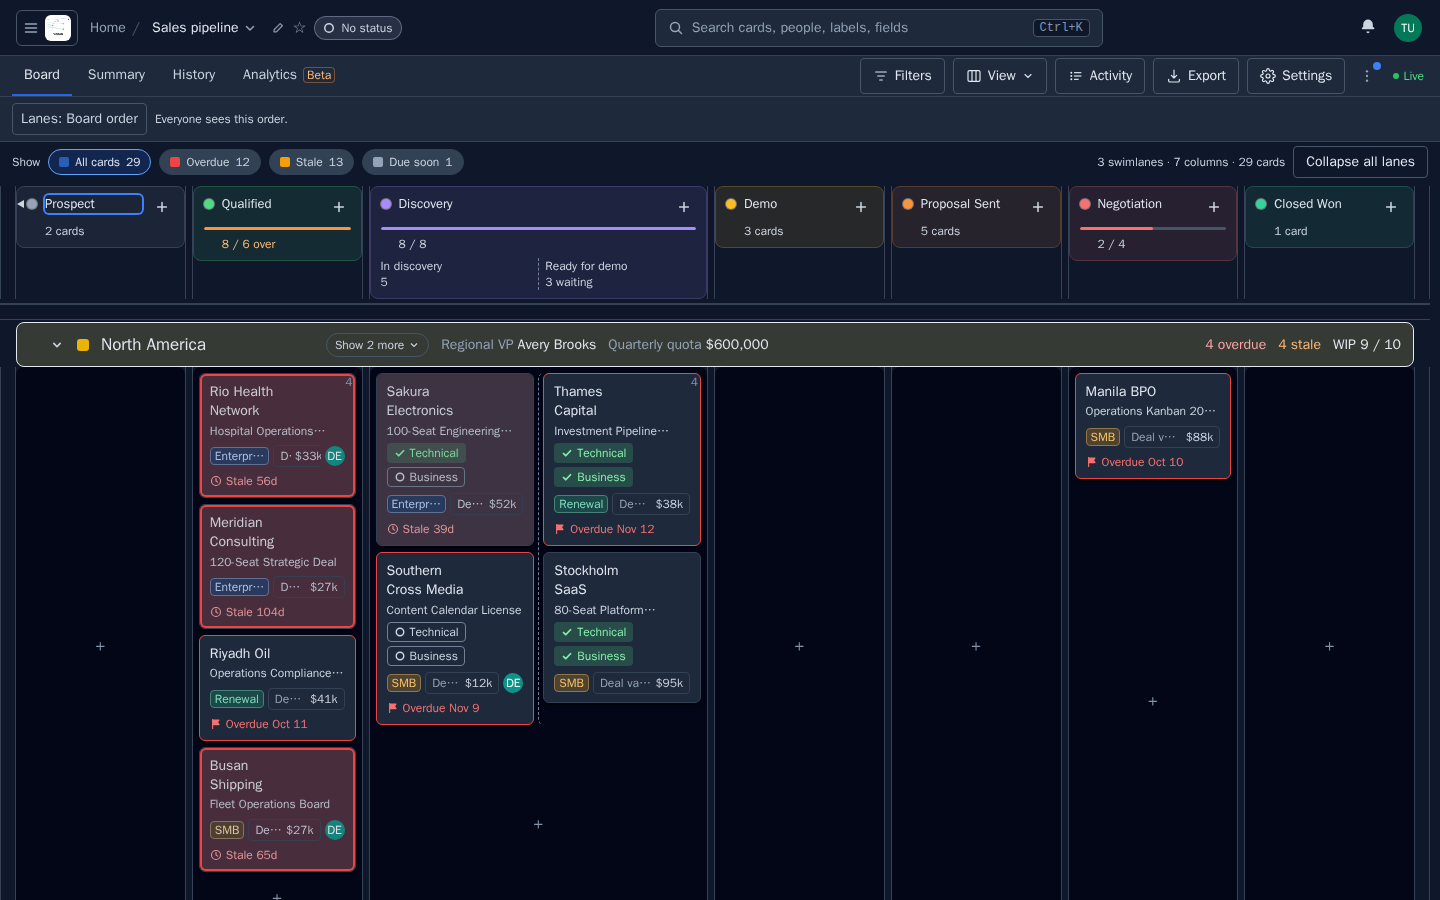 Home / Sales pipeline No status
Search cards, people, labels, fields Ctrl+K
TU
Board Summary History Analytics Beta
Filters View Activity Export Settings Live
Lanes: Board order Everyone sees this order.
Show All cards 29 Overdue 12 Stale 13 Due soon 1
3 swimlanes · 7 columns · 29 cards Collapse all lanes
Prospect
2 cards
Qualified
8 / 6 over
Discovery
8 / 8
In discovery
5
Ready for demo
3 waiting
Demo
3 cards
Proposal Sent
5 cards
Negotiation
2 / 4
Closed Won
1 card
North America Show 2 more Regional VP Avery Brooks Quarterly quota $600,000 4 overdue 4 stale WIP 9 / 10
4
Rio Health
Network
Hospital Operations···
Enterpr··· D· $33k DE
Stale 56d
Meridian
Consulting
120-Seat Strategic Deal
Enterpr··· D··· $27k
Stale 104d
Riyadh Oil
Operations Compliance···
Renewal De··· $41k
Overdue Oct 11
Busan
Shipping
Fleet Operations Board
SMB De··· $27k DE
Stale 65d
Sakura
Electronics
100-Seat Engineering···
Technical
Business
Enterpr··· De··· $52k
Stale 39d
Southern
Cross Media
Content Calendar License
Technical
Business
SMB De··· $12k DE
Overdue Nov 9
4
Thames
Capital
Investment Pipeline···
Technical
Business
Renewal De··· $38k
Overdue Nov 12
Stockholm
SaaS
80-Seat Platform···
Technical
Business
SMB Deal va··· $95k
Manila BPO
Operations Kanban 20···
SMB Deal v··· $88k
Overdue Oct 10